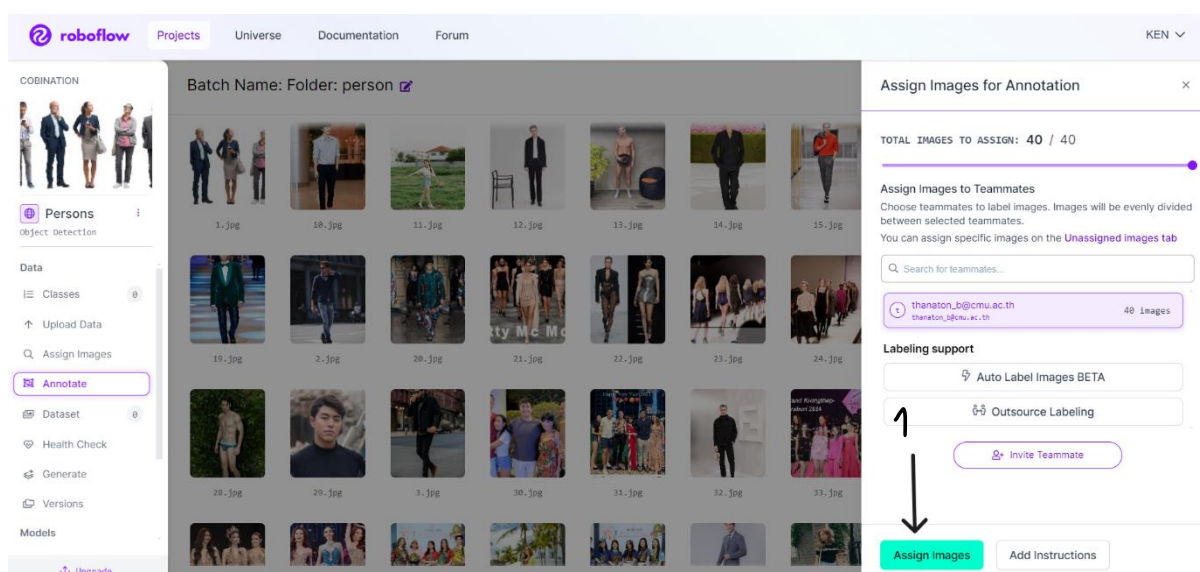 roboflow Projects Universe Documentation Forum KEN
COBINATION
Persons
Object Detection
Data
Classes 0
Upload Data
Assign Images
Annotate
Dataset 0
Health Check
Generate
Versions
Models
Upgrade
Batch Name: Folder: person
1.jpg 10.jpg 11.jpg 12.jpg 13.jpg 14.jpg 15.jpg
19.jpg 2.jpg 20.jpg 21.jpg 22.jpg 23.jpg 24.jpg
28.jpg 29.jpg 3.jpg 30.jpg 31.jpg 32.jpg 33.jpg
Assign Images for Annotation
TOTAL IMAGES TO ASSIGN: 40 / 40
Assign Images to Teammates
Choose teammates to label images. Images will be evenly divided
between selected teammates.
You can assign specific images on the Unassigned images tab
Search for teammates...
t thanaton_b@cmu.ac.th 40 images
thanaton_b@cmu.ac.th
Labeling support
Auto Label Images BETA
Outsource Labeling
1
Invite Teammate
Assign Images Add Instructions